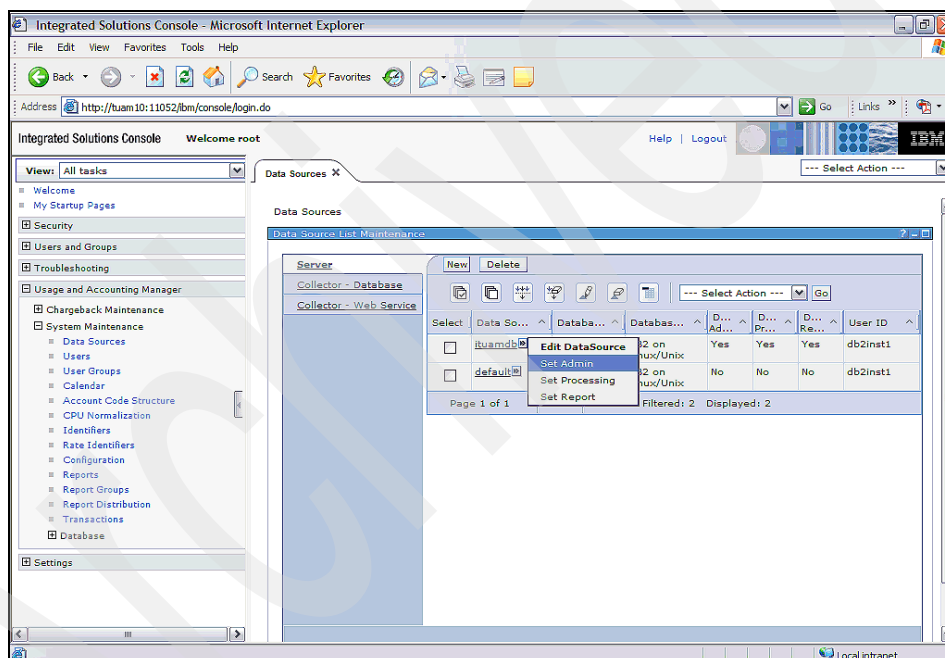 Integrated Solutions Console - Microsoft Internet Explorer
File Edit View Favorites Tools Help
Back Search Favorites
Address http://tuam10:11052/ibm/console/login.do Go Links »
Integrated Solutions Console Welcome root Help | Logout IBM
View: All tasks
Data Sources X
--- Select Action ---
Welcome
My Startup Pages
Security
Users and Groups
Troubleshooting
Usage and Accounting Manager
Chargeback Maintenance
System Maintenance
Data Sources
Users
User Groups
Calendar
Account Code Structure
CPU Normalization
Identifiers
Rate Identifiers
Configuration
Reports
Report Groups
Report Distribution
Transactions
Database
Settings
Data Sources
Data Source List Maintenance
Server
Collector - Database
Collector - Web Service
New Delete
--- Select Action --- Go
Select Data So... Databa... Databas... D... Ad... D... Pr... D... Re... User ID
ituamdb Yes Yes Yes db2inst1
default No No No db2inst1
Edit DataSource
Set Admin
Set Processing
Set Report
Page 1 of 1 Filtered: 2 Displayed: 2
Local intranet
Archived